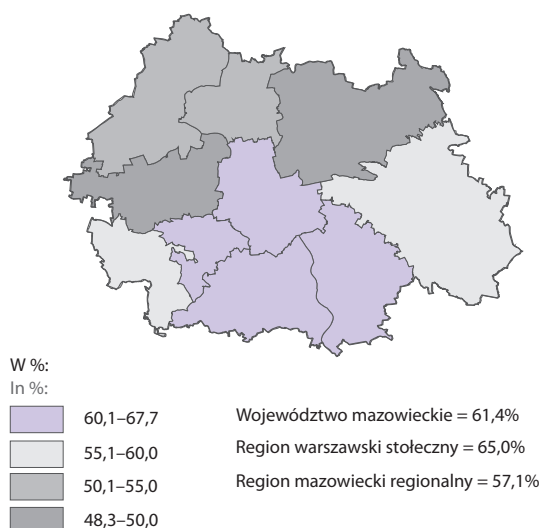 W %:
In %:
60,1–67,7
55,1–60,0
50,1–55,0
48,3–50,0
Województwo mazowieckie = 61,4%
Region warszawski stołeczny = 65,0%
Region mazowiecki regionalny = 57,1%